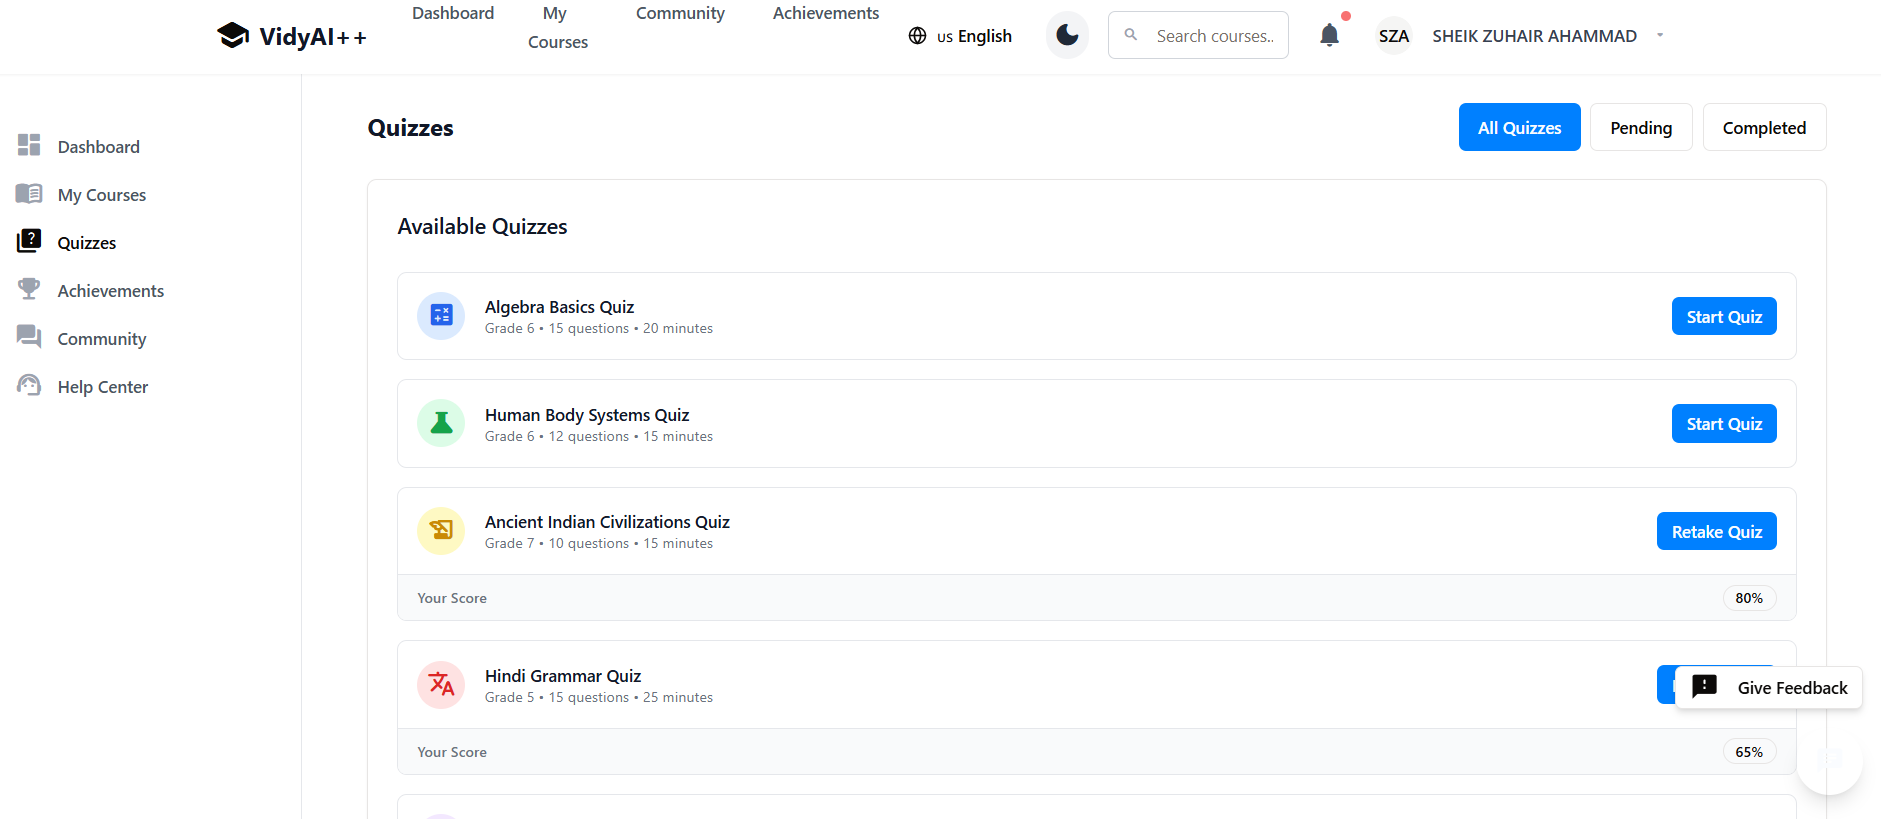 VidyAI++
Dashboard
My Courses
Community
Achievements
us English
Search courses..
SZA
SHEIK ZUHAIR AHAMMAD
Dashboard
My Courses
Quizzes
Achievements
Community
Help Center
Quizzes
All Quizzes
Pending
Completed
Available Quizzes
Algebra Basics Quiz
Grade 6 • 15 questions • 20 minutes
Start Quiz
Human Body Systems Quiz
Grade 6 • 12 questions • 15 minutes
Start Quiz
Ancient Indian Civilizations Quiz
Grade 7 • 10 questions • 15 minutes
Retake Quiz
Your Score
80%
Hindi Grammar Quiz
Grade 5 • 15 questions • 25 minutes
Give Feedback
Your Score
65%